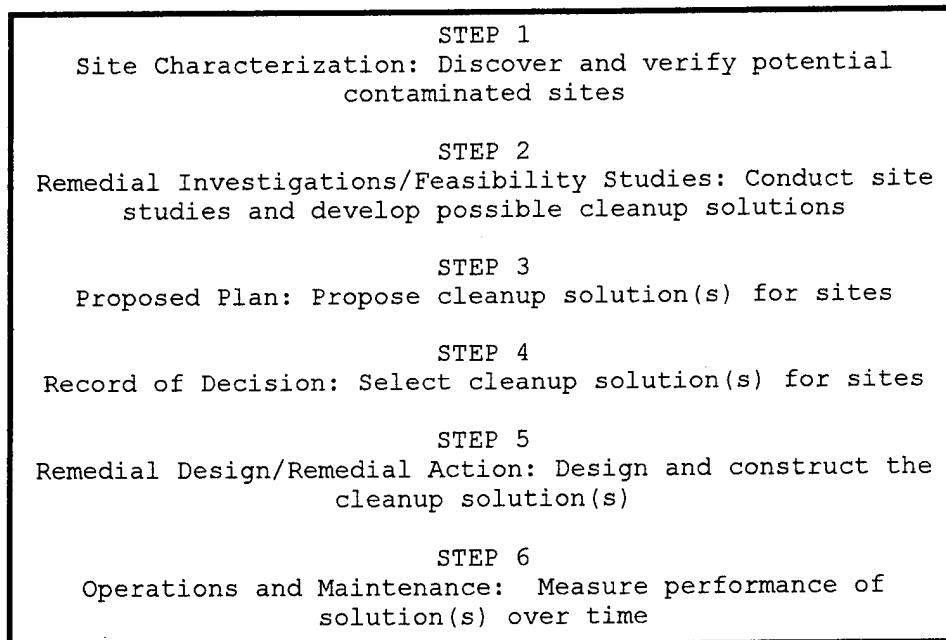 STEP 1
Site Characterization: Discover and verify potential
contaminated sites
STEP 2
Remedial Investigations/Feasibility Studies: Conduct site
studies and develop possible cleanup solutions
STEP 3
Proposed Plan: Propose cleanup solution(s) for sites
STEP 4
Record of Decision: Select cleanup solution(s) for sites
STEP 5
Remedial Design/Remedial Action: Design and construct the
cleanup solution(s)
STEP 6
Operations and Maintenance: Measure performance of
solution(s) over time